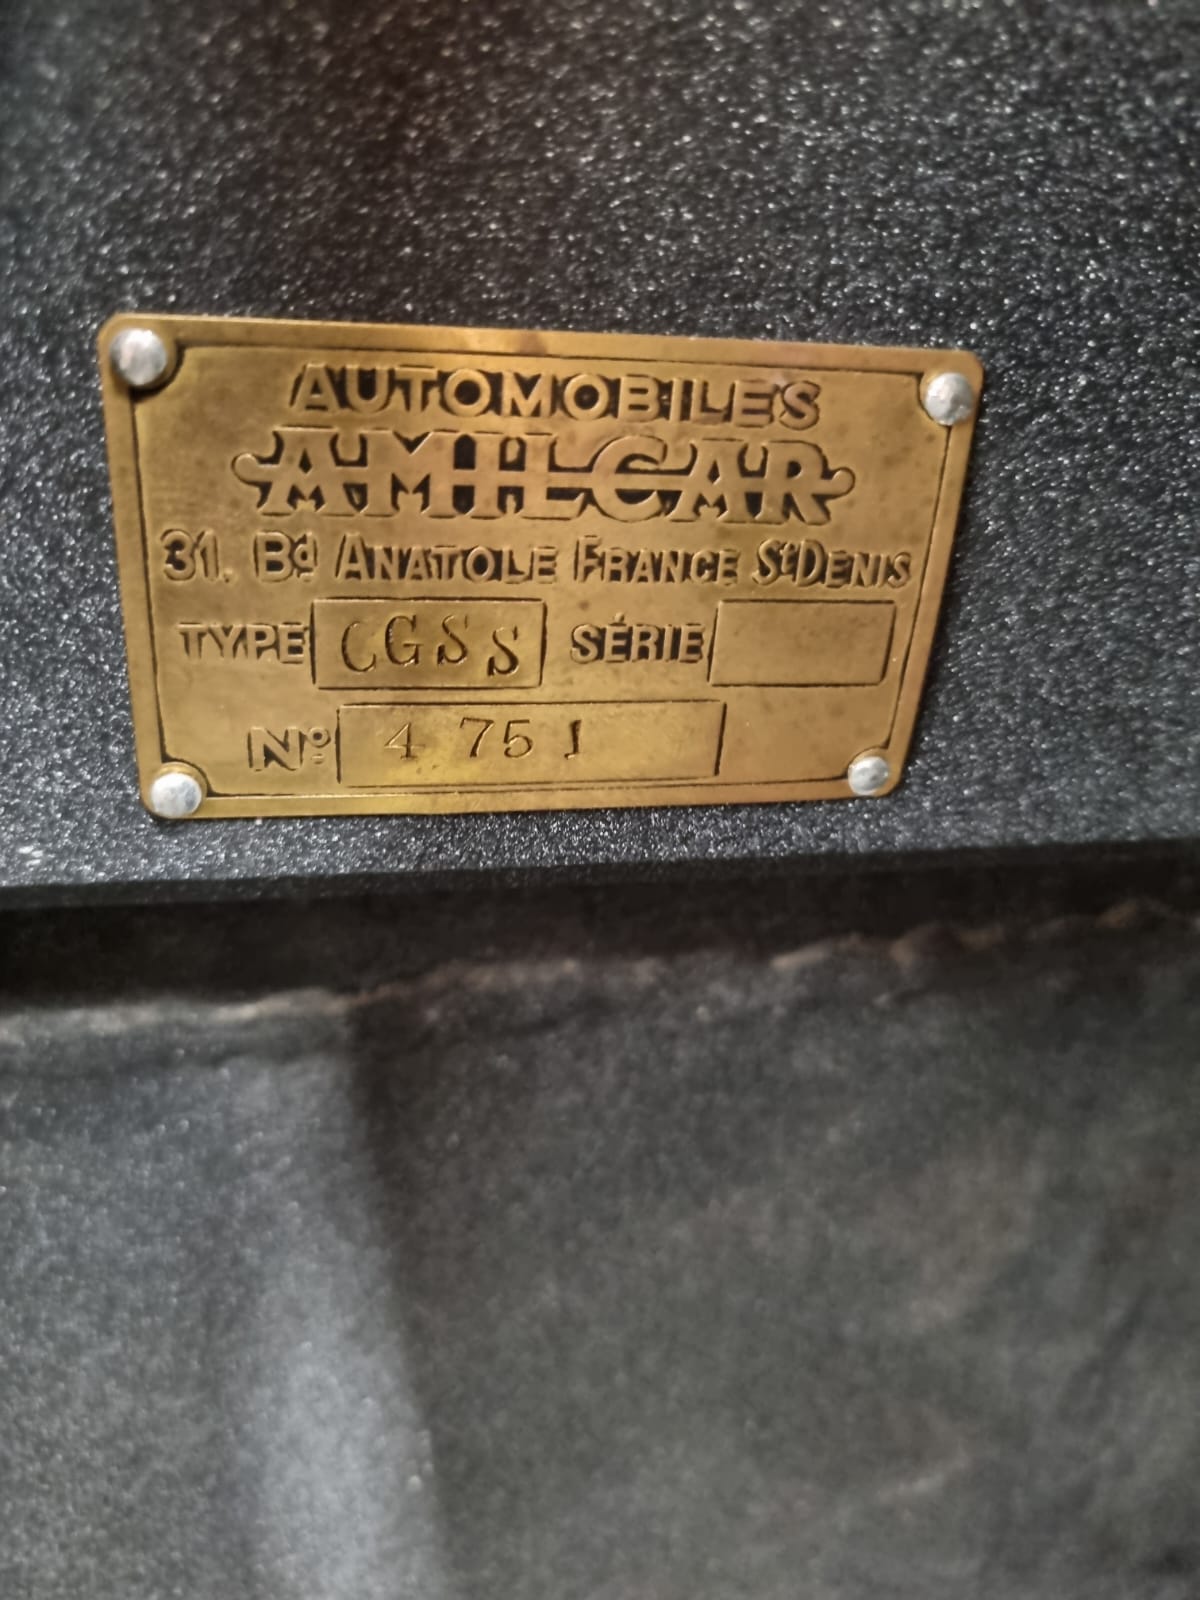 AUTOMOBILES
AMILCAR
31. Bd ANATOLE FRANCE St DENIS
TYPE CGSS SÉRIE
No 4 75 1